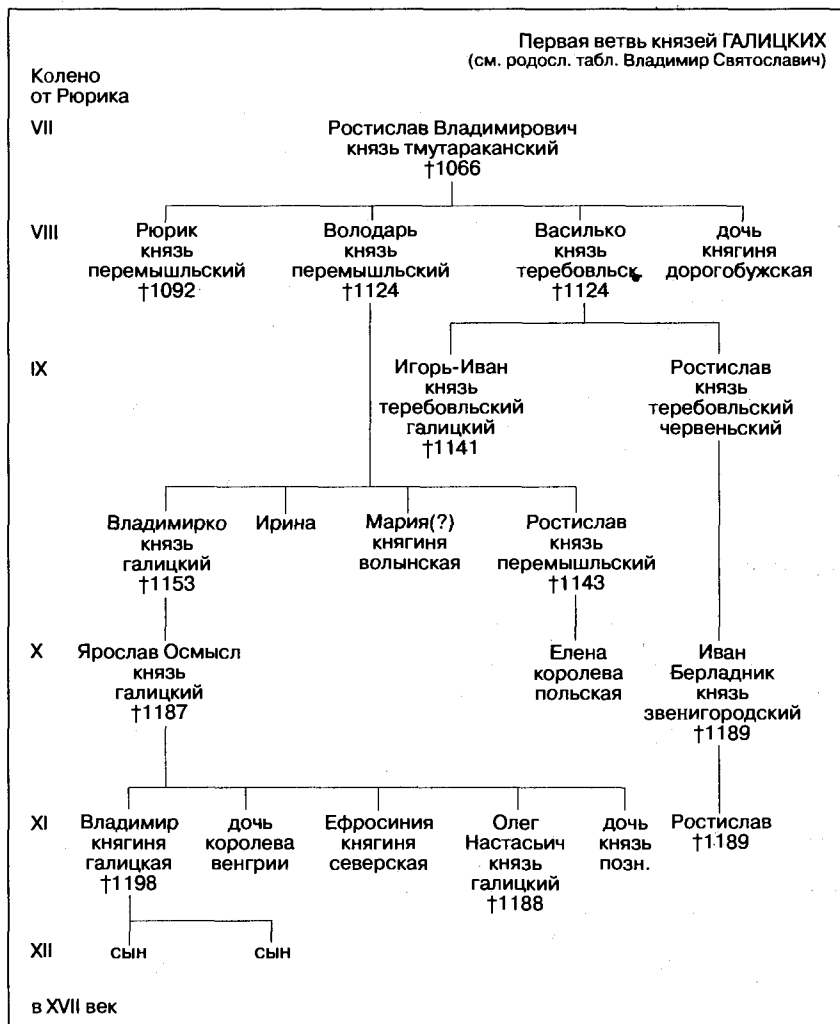 Первая ветвь князей ГАЛИЦКИХ
(см. родосл. табл. Владимир Святославич)
Колено
от Рюрика
VII
Ростислав Владимирович
князь тмутараканский
†1066
VIII
Рюрик
князь
перемышльский
†1092
Володарь
князь
перемышльский
†1124
Василько
князь
теребовльск.
†1124
дочь
княгиня
дорогобужская
IX
Игорь-Иван
князь
теребовльский
галицкий
†1141
Ростислав
князь
теребовльский
червеньский
Владимирко
князь
галицкий
†1153
Ирина
Мария(?)
княгиня
волынская
Ростислав
князь
перемышльский
†1143
X
Ярослав Осмысл
князь
галицкий
†1187
Елена
королева
польская
Иван
Берладник
князь
звенигородский
†1189
XI
Владимир
княгиня
галицкая
†1198
дочь
королева
венгрии
Ефросиния
княгиня
северская
Олег
Настасьич
князь
галицкий
†1188
дочь
князь
позн.
Ростислав
†1189
XII
сын
сын
в XVII век